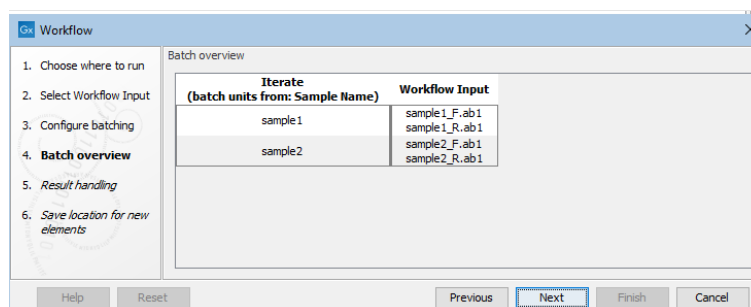 Gx Workflow
1. Choose where to run
2. Select Workflow Input
3. Configure batching
4. Batch overview
5. Result handling
6. Save location for new
elements
Batch overview
Iterate
(batch units from: Sample Name)
Workflow Input
sample1
sample1_F.ab1
sample1_R.ab1
sample2
sample2_F.ab1
sample2_R.ab1
Help
Reset
Previous
Next
Finish
Cancel